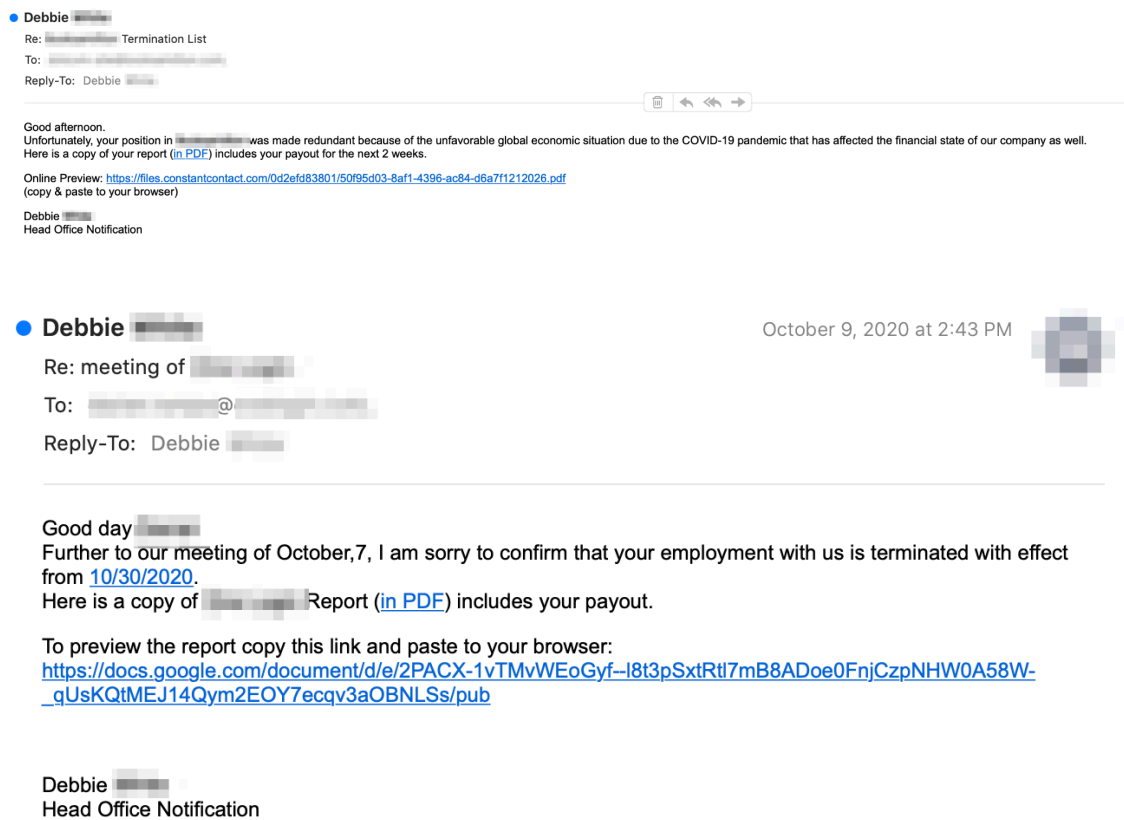 Debbie
Re: Termination List
To:
Reply-To: Debbie
Good afternoon.
Unfortunately, your position in was made redundant because of the unfavorable global economic situation due to the COVID-19 pandemic that has affected the financial state of our company as well.
Here is a copy of your report (in PDF) includes your payout for the next 2 weeks.
Online Preview: https://files.constantcontact.com/0d2efd83801/50f95d03-8af1-4396-ac84-d6a7f1212026.pdf
(copy & paste to your browser)
Debbie
Head Office Notification
Debbie
October 9, 2020 at 2:43 PM
Re: meeting of
To: @
Reply-To: Debbie
Good day
Further to our meeting of October,7, I am sorry to confirm that your employment with us is terminated with effect
from 10/30/2020.
Here is a copy of Report (in PDF) includes your payout.
To preview the report copy this link and paste to your browser:
https://docs.google.com/document/d/e/2PACX-1vTMvWEoGyf--l8t3pSxtRtl7mB8ADoe0FnjCzpNHW0A58W-
_qUsKQtMEJ14Qym2EOY7ecqv3aOBNLSs/pub
Debbie
Head Office Notification